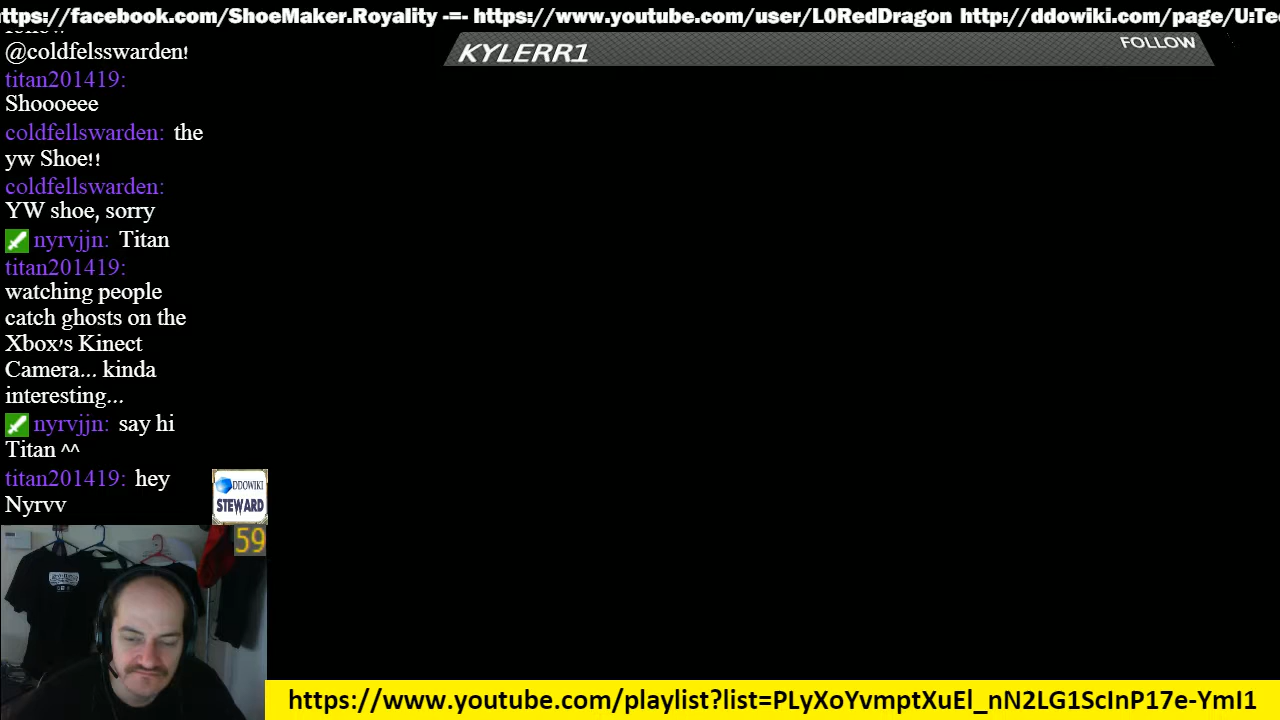 https://facebook.com/ShoeMaker.Royality -=- https://www.youtube.com/user/L0RedDragon http://ddowiki.com/page/U:Te
KYLERR1
FOLLOW
@coldfelsswarden!
titan201419:
Shoooeee
coldfellswarden: the
yw Shoe!!
coldfellswarden:
YW shoe, sorry
nyrvjjn: Titan
titan201419:
watching people
catch ghosts on the
Xbox's Kinect
Camera... kinda
interesting...
nyrvjjn: say hi
Titan ^^
titan201419: hey
Nyrvv
DDOWIKI
STEWARD
59
https://www.youtube.com/playlist?list=PLyXoYvmptXuEl_nN2LG1ScInP17e-YmI1